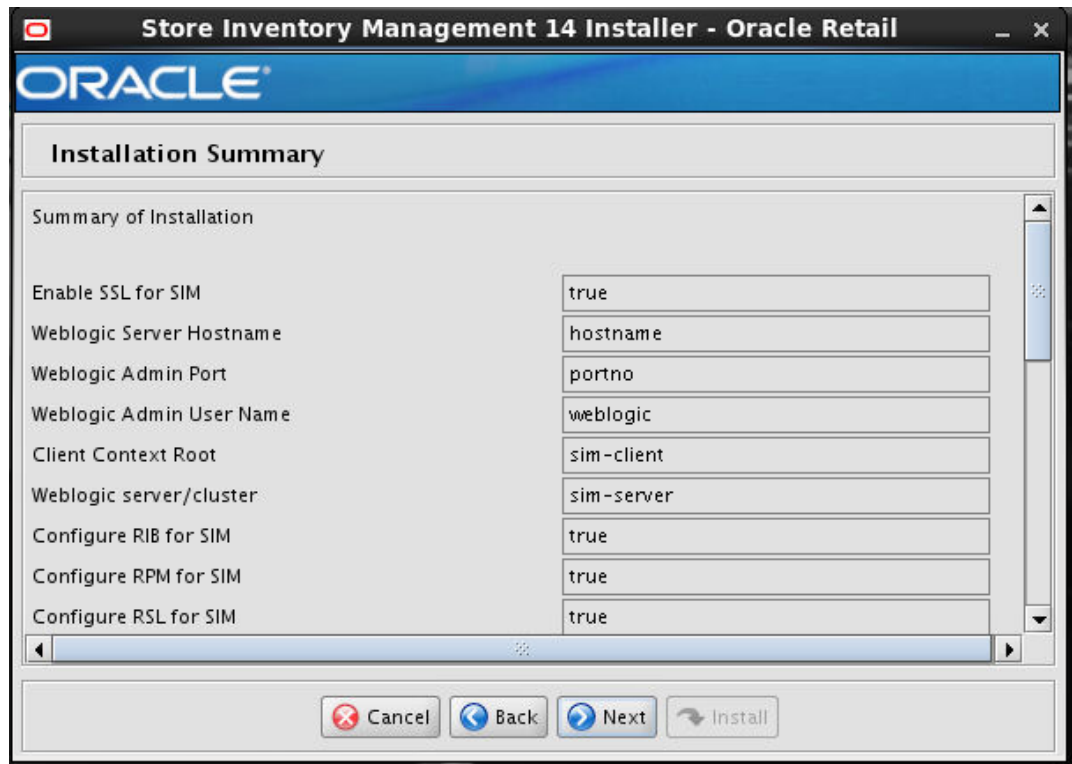 Store Inventory Management 14 Installer - Oracle Retail
ORACLE®
Installation Summary
Summary of Installation
Enable SSL for SIM true
Weblogic Server Hostname hostname
Weblogic Admin Port portno
Weblogic Admin User Name weblogic
Client Context Root sim-client
Weblogic server/cluster sim-server
Configure RIB for SIM true
Configure RPM for SIM true
Configure RSL for SIM true
Cancel Back Next Install